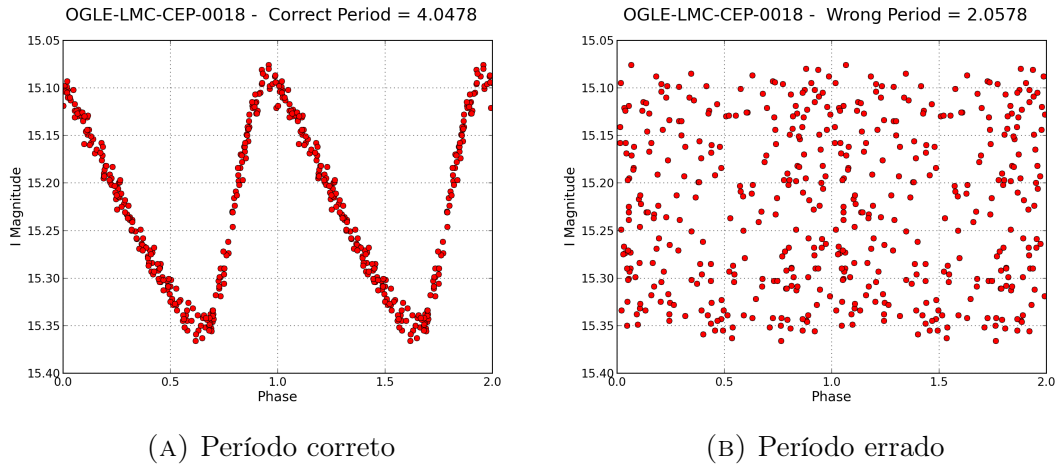 OGLE-LMC-CEP-0018 - Correct Period = 4.0478
15.05
15.10
15.15
15.20
15.25
15.30
15.35
15.40
I Magnitude
0.0 0.5 1.0 1.5 2.0
Phase
(A) Período correto
OGLE-LMC-CEP-0018 - Wrong Period = 2.0578
15.05
15.10
15.15
15.20
15.25
15.30
15.35
15.40
I Magnitude
0.0 0.5 1.0 1.5 2.0
Phase
(B) Período errado